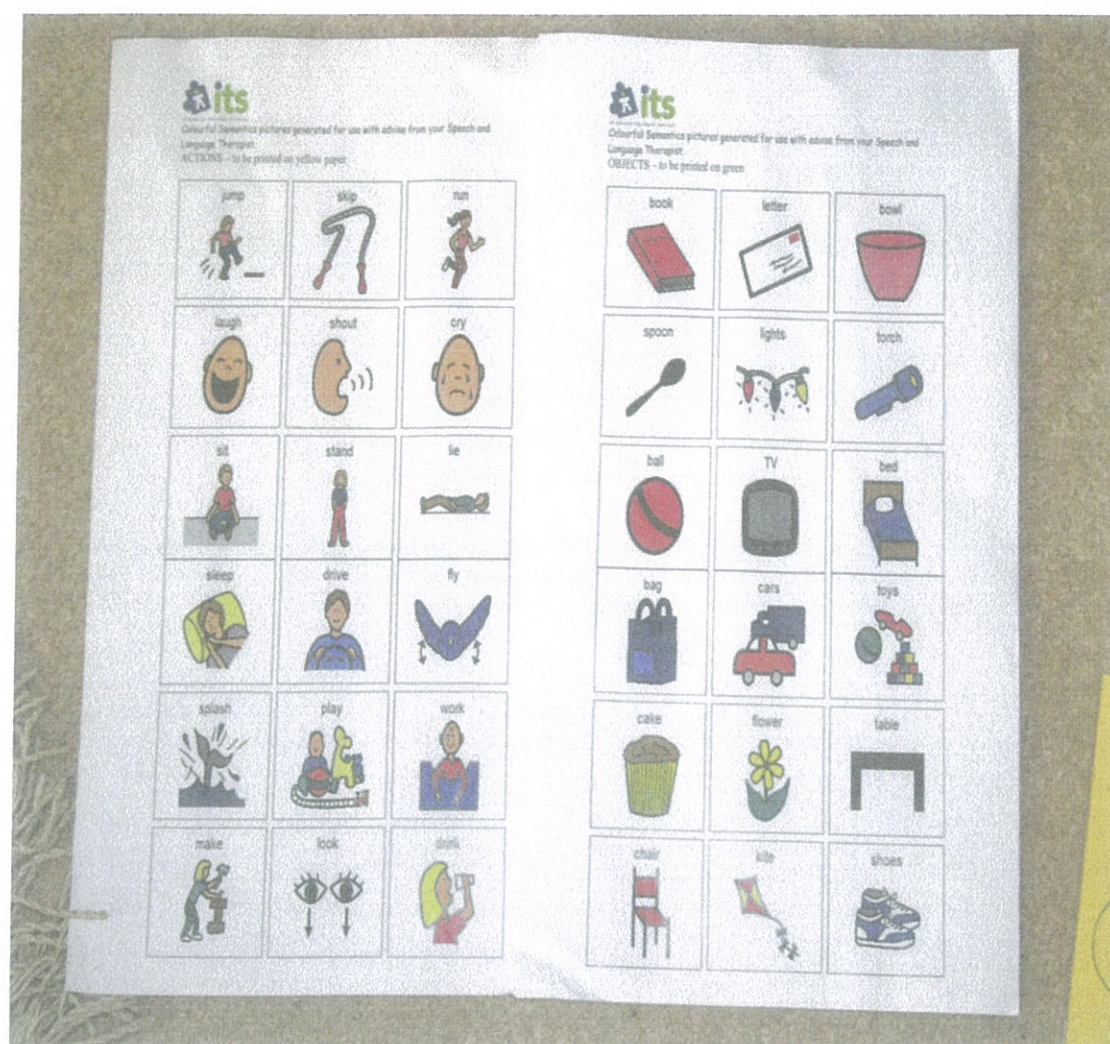 its
Colourful Semantics pictures generated for use with advise from your Speech and
Language Therapist.
ACTIONS – to be printed on yellow paper
jump skip run
laugh shout cry
sit stand lie
sleep drive fly
splash play work
make look drink
its
Colourful Semantics pictures generated for use with advise from your Speech and
Language Therapist.
OBJECTS – to be printed on green
book letter bowl
spoon lights torch
ball TV bed
bag cars toys
cake flower table
chair kite shoes